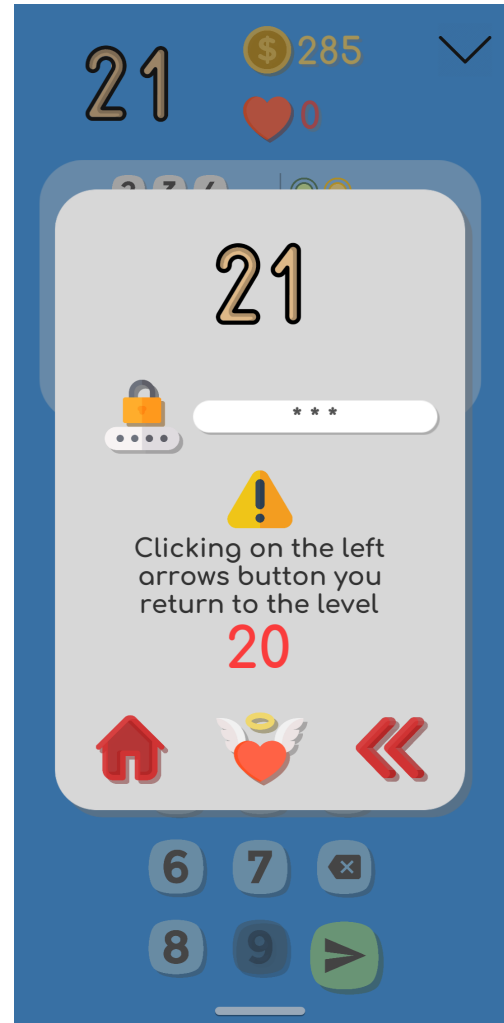 21
$ 285
0
21
* * *
Clicking on the left
arrows button you
return to the level
20
6 7
8 9